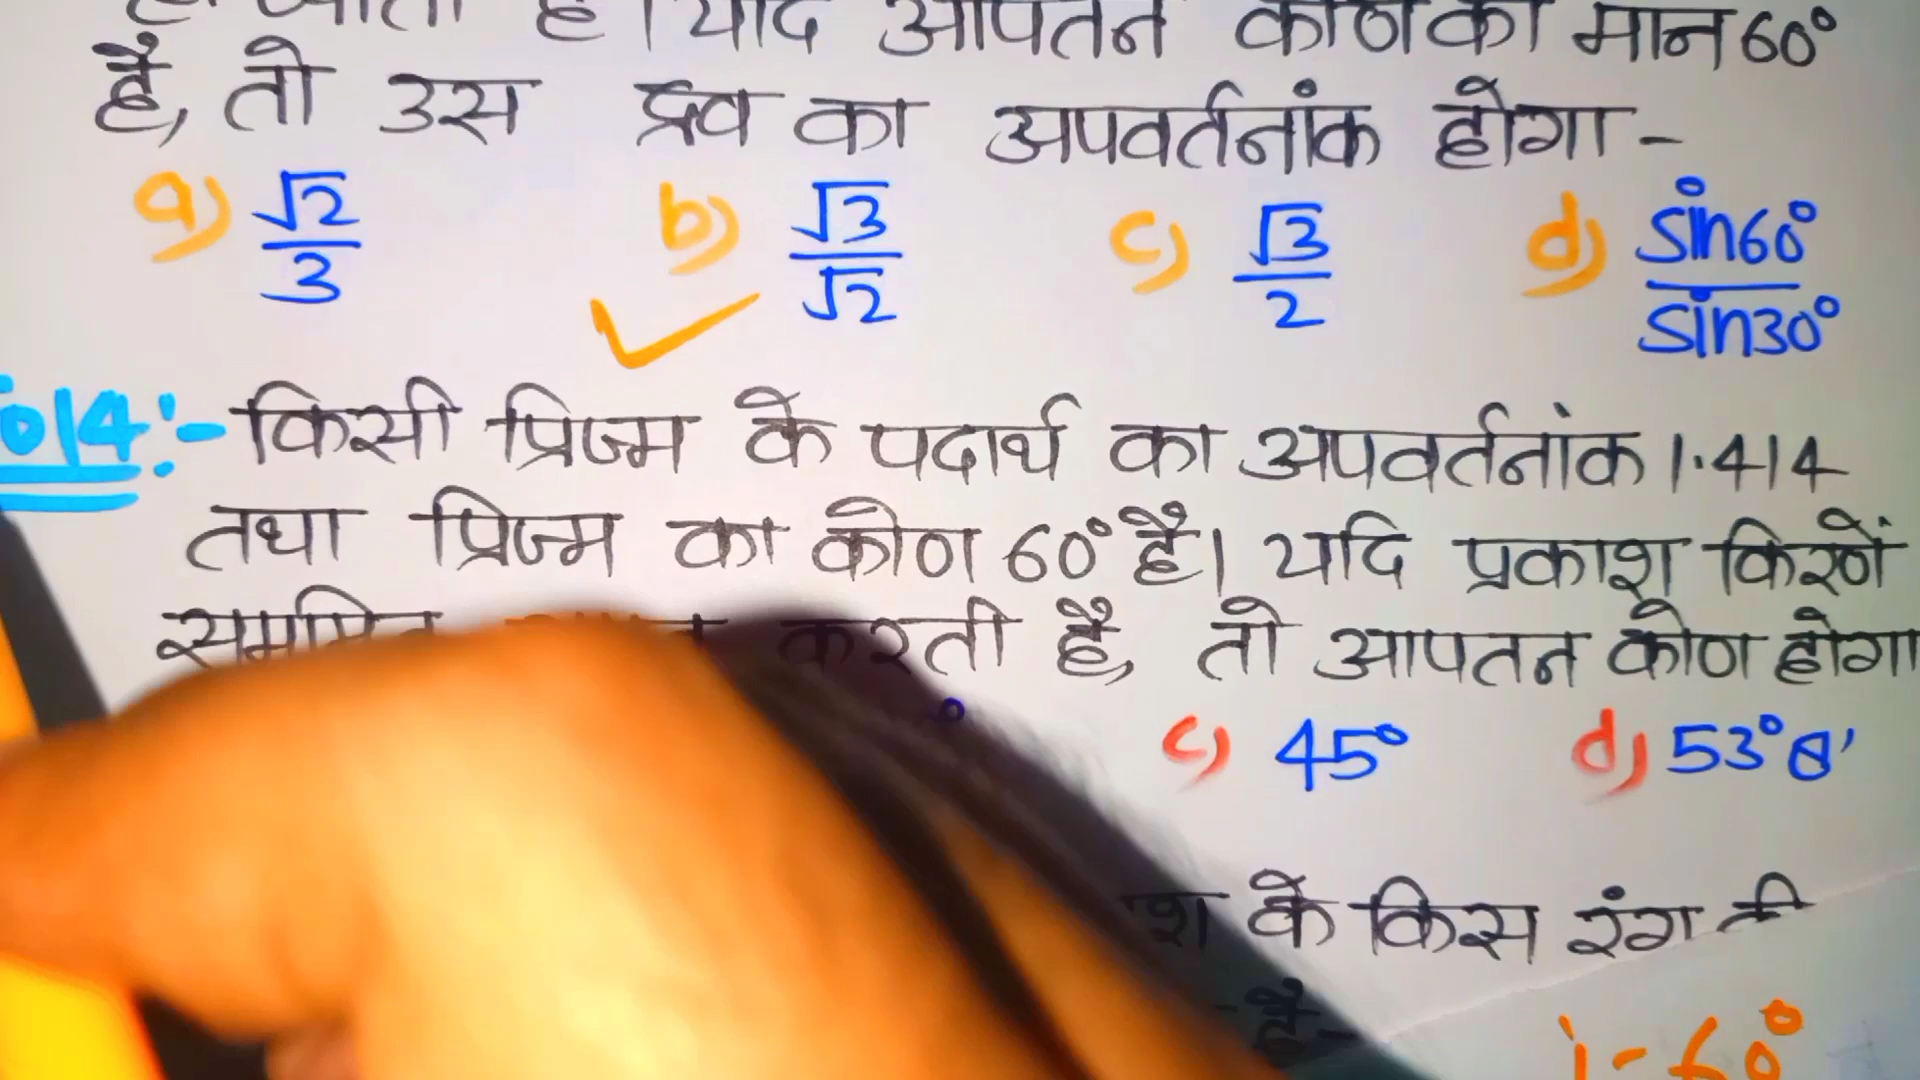 है। यदि आपतन कोण का मान 60°
है, तो उस द्रव का अपवर्तनांक होगा -
a) √2/3 b) √3/√2 c) √3/2 d) sin60°/sin30°
014:- किसी प्रिज्म के पदार्थ का अपवर्तनांक 1.414
तथा प्रिज्म का कोण 60° है। यदि प्रकाश किरणें
करती है, तो आपतन कोण होगा
c) 45° d) 53°8'
के किस रंग की
है-
i - 60°